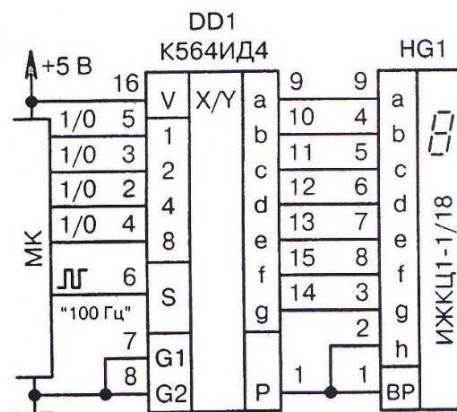 DD1
К564ИД4
HG1
+5 В
16 V X/Y a 9 9 a
1/0 5 1 b 10 4 b
1/0 3 2 c 11 5 c
1/0 2 4 d 12 6 d
1/0 4 8 e 13 7 e
МК
6 S f 15 8 f
"100 Гц"
g 14 3 g
7 G1 2 h
8 G2 P 1 1 BP
ИЖКЦ1-1/18